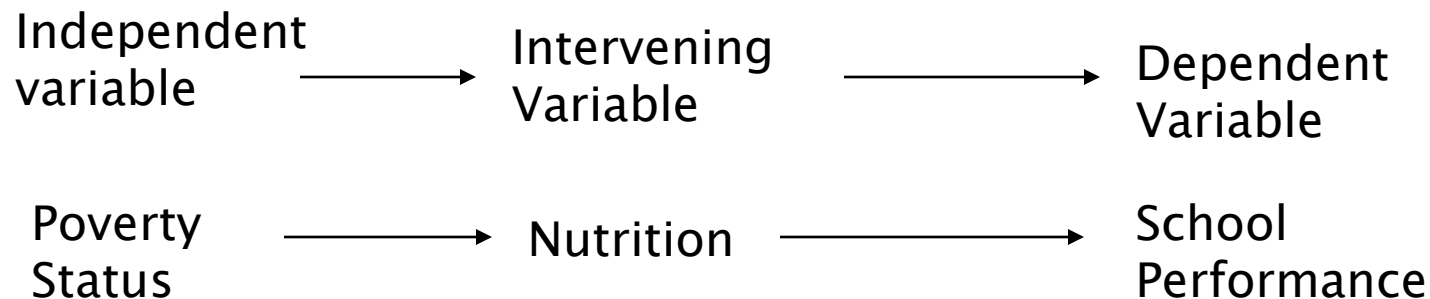 Independent
variable
Intervening
Variable
Dependent
Variable
Poverty
Status
Nutrition
School
Performance